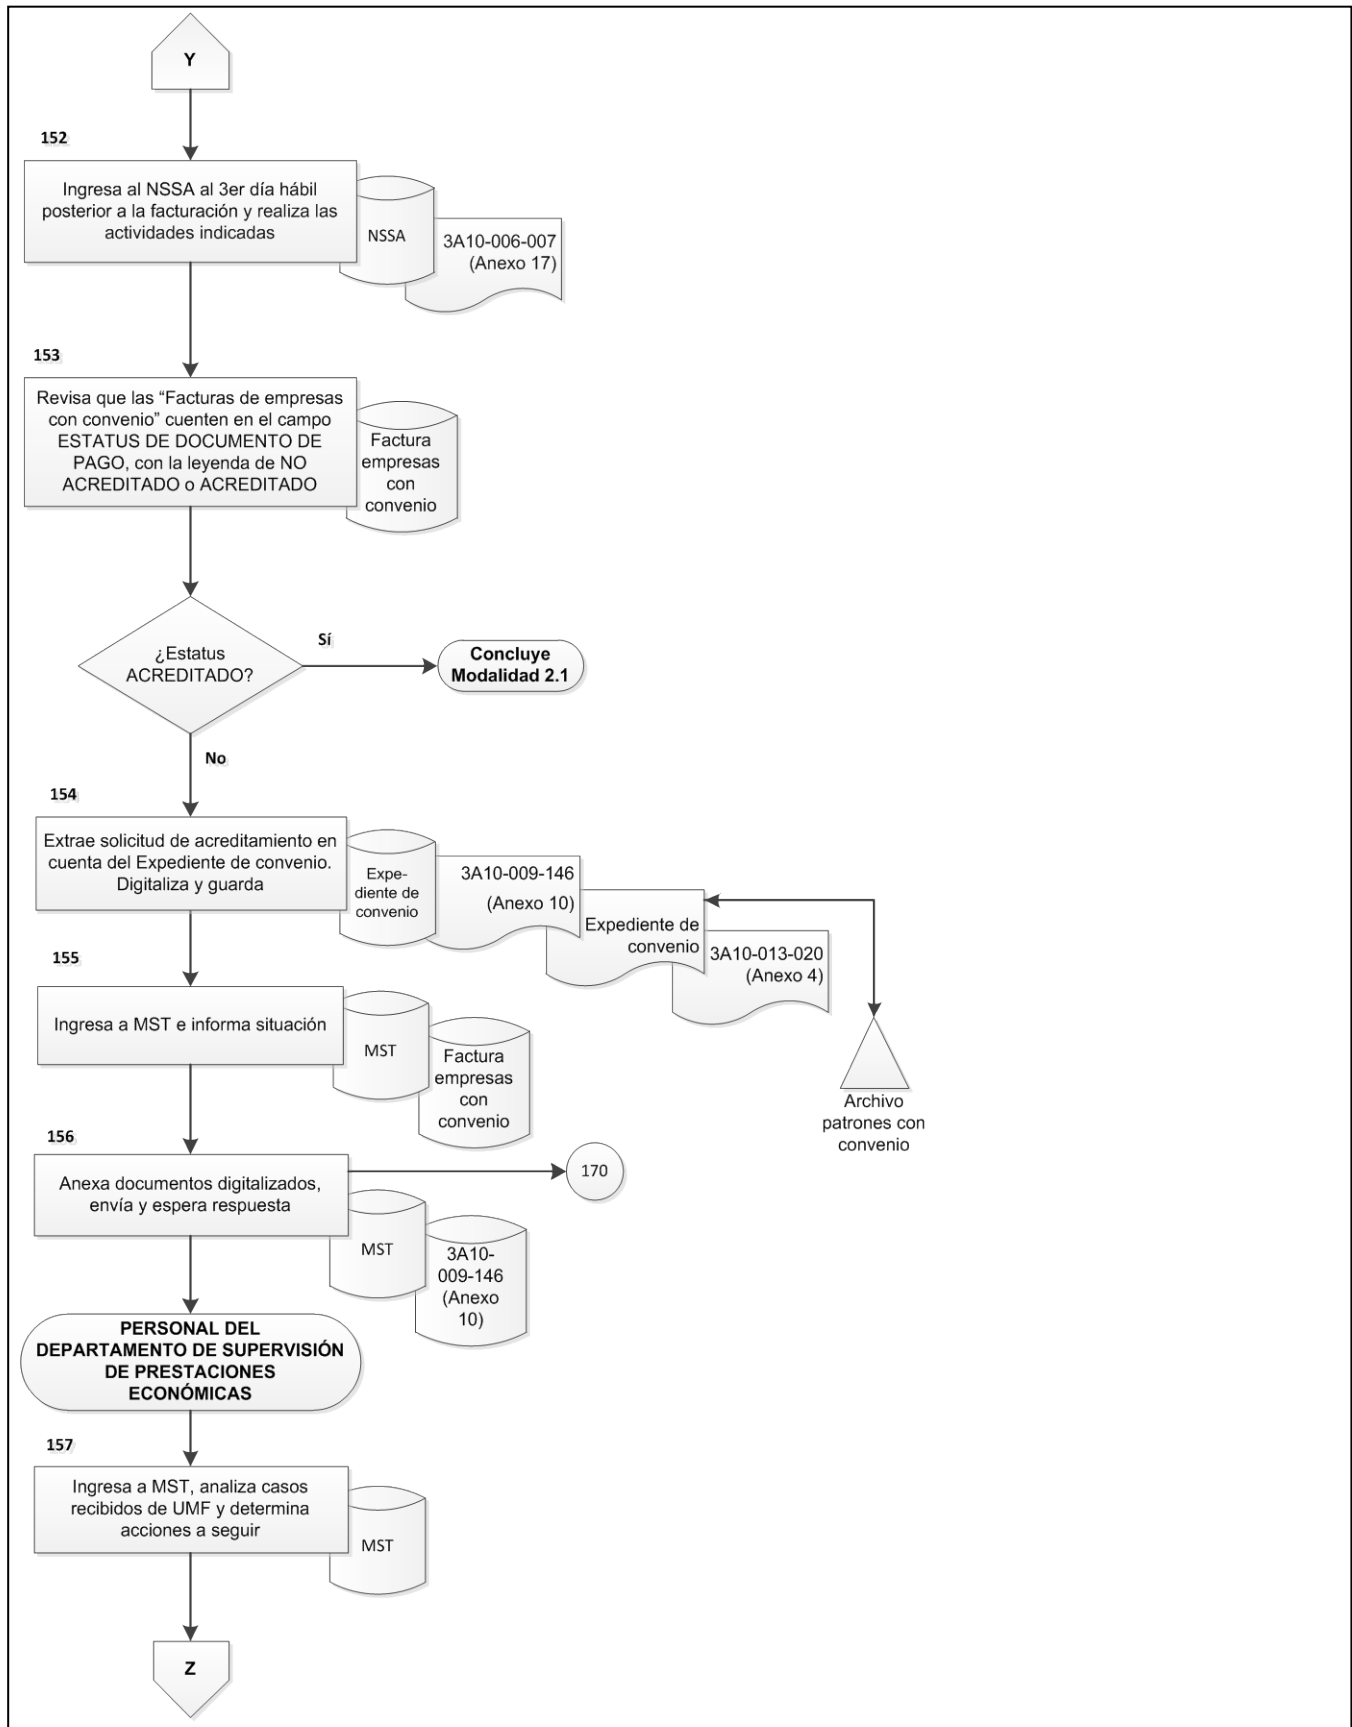 Y
152
Ingresa al NSSA al 3er día hábil
posterior a la facturación y realiza las
actividades indicadas
NSSA
3A10-006-007
(Anexo 17)
153
Revisa que las “Facturas de empresas
con convenio” cuenten en el campo
ESTATUS DE DOCUMENTO DE
PAGO, con la leyenda de NO
ACREDITADO o ACREDITADO
Factura
empresas
con
convenio
¿Estatus
ACREDITADO?
Sí
Concluye
Modalidad 2.1
No
154
Extrae solicitud de acreditamiento en
cuenta del Expediente de convenio.
Digitaliza y guarda
Expe-
diente de
convenio
3A10-009-146
(Anexo 10)
Expediente de
convenio
3A10-013-020
(Anexo 4)
Archivo
patrones con
convenio
155
Ingresa a MST e informa situación
MST
Factura
empresas
con
convenio
156
Anexa documentos digitalizados,
envía y espera respuesta
170
MST
3A10-
009-146
(Anexo
10)
PERSONAL DEL
DEPARTAMENTO DE SUPERVISIÓN
DE PRESTACIONES
ECONÓMICAS
157
Ingresa a MST, analiza casos
recibidos de UMF y determina
acciones a seguir
MST
Z